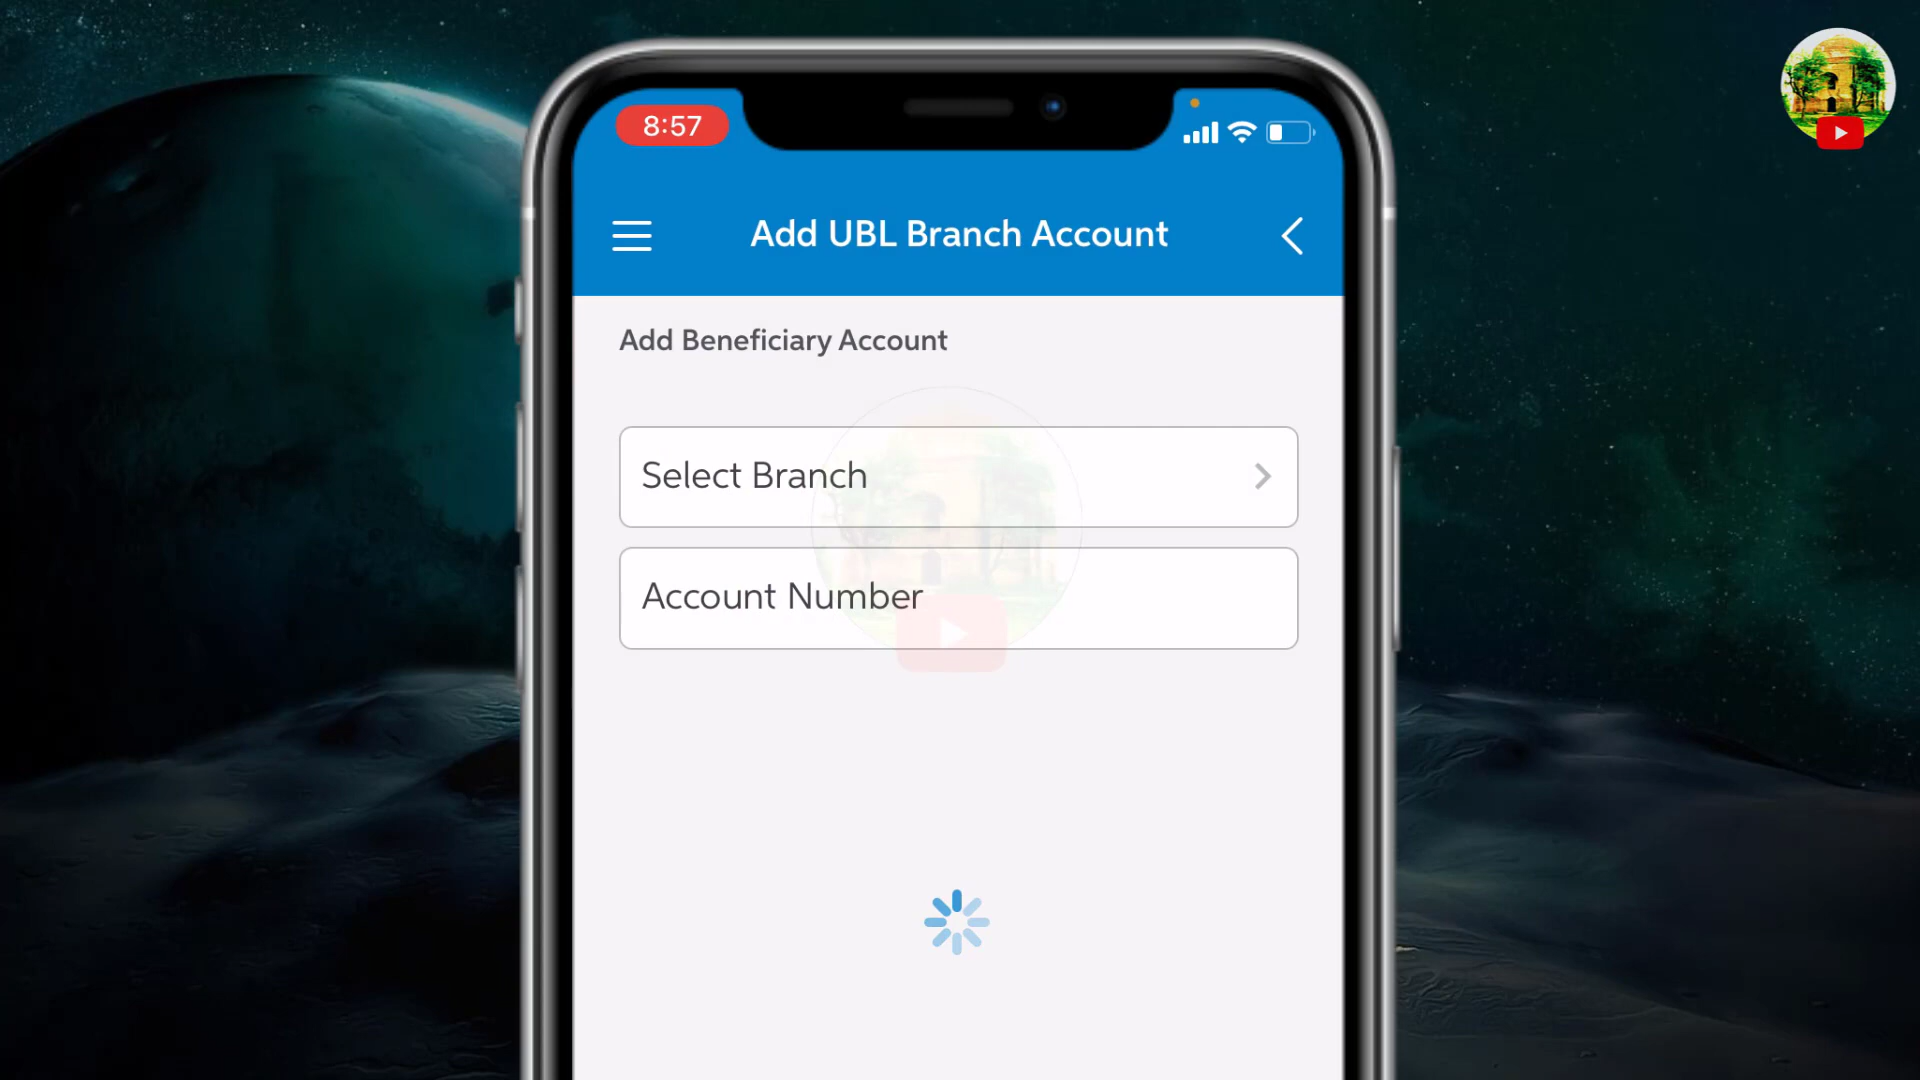 8:57
Add UBL Branch Account
Add Beneficiary Account
Select Branch
Account Number